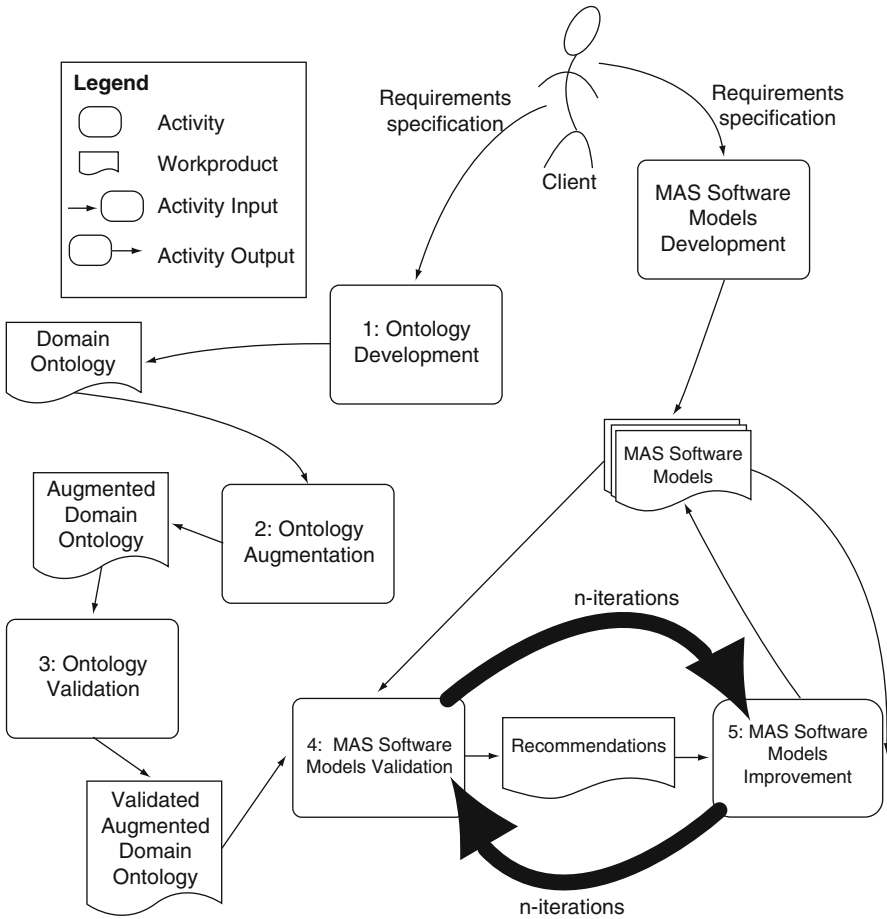 Legend
Activity
Workproduct
Activity Input
Activity Output
Requirements
specification
Requirements
specification
Client
MAS Software
Models
Development
1: Ontology
Development
Domain
Ontology
MAS Software
Models
Augmented
Domain
Ontology
2: Ontology
Augmentation
n-iterations
3: Ontology
Validation
4: MAS Software
Models Validation
Recommendations
5: MAS Software
Models
Improvement
Validated
Augmented
Domain
Ontology
n-iterations